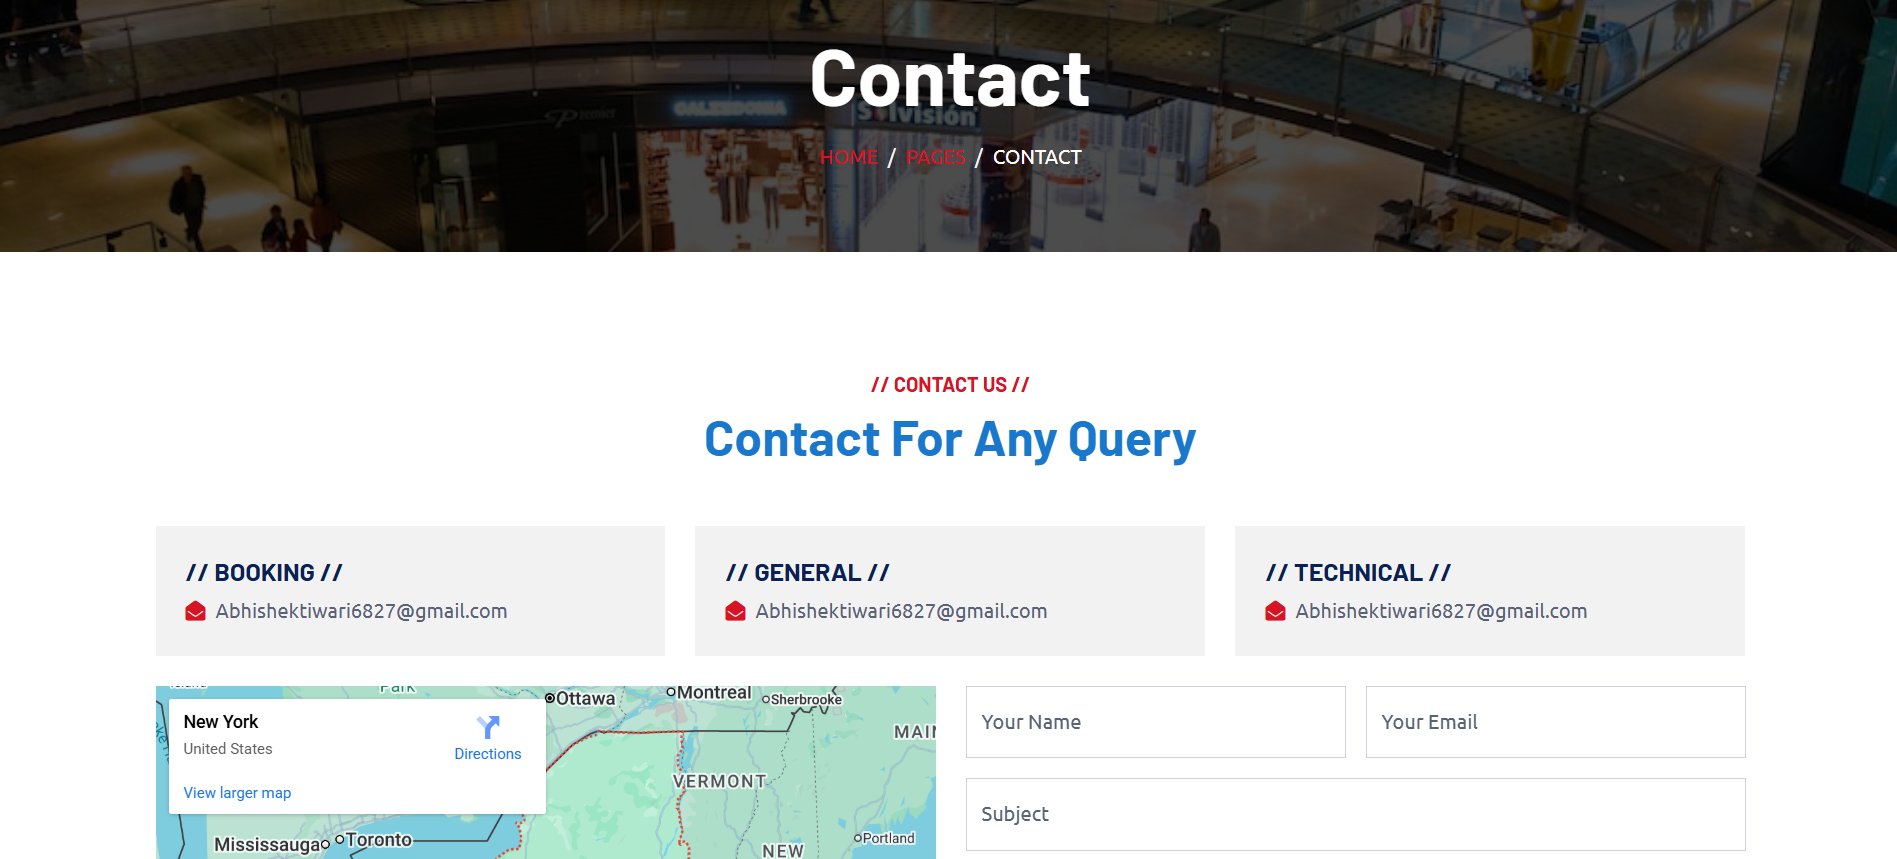 Contact
CALZEDONIA
HOME / PAGES / CONTACT
// CONTACT US //
Contact For Any Query
// BOOKING //
Abhishektiwari6827@gmail.com
// GENERAL //
Abhishektiwari6827@gmail.com
// TECHNICAL //
Abhishektiwari6827@gmail.com
Park
Ottawa
Montreal
Sherbrooke
MAIN
New York
United States
Directions
View larger map
VERMONT
Mississauga
Toronto
Portland
NEW
Your Name
Your Email
Subject